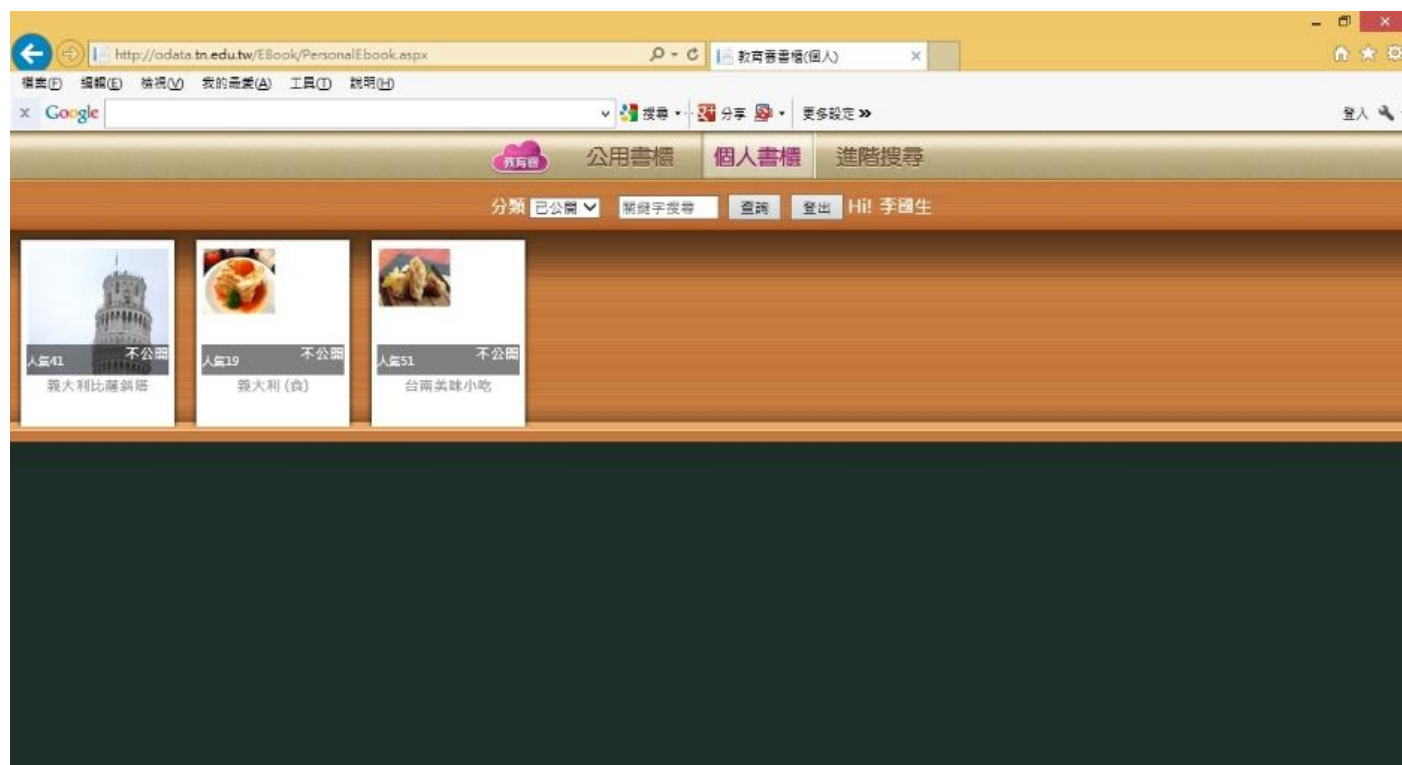 http://odata.tn.edu.tw/EBook/PersonalEbook.aspx
教育雲書櫃(個人)
檔案(F) 編輯(E) 檢視(V) 我的最愛(A) 工具(T) 說明(H)
Google 搜尋 分享 更多設定 登入
教育雲 公用書櫃 個人書櫃 進階搜尋
分類 已公開 關鍵字搜尋 查詢 登出 Hi! 李國生
人氣41 不公開
義大利比薩斜塔
人氣19 不公開
義大利 (食)
人氣51 不公開
台南美味小吃